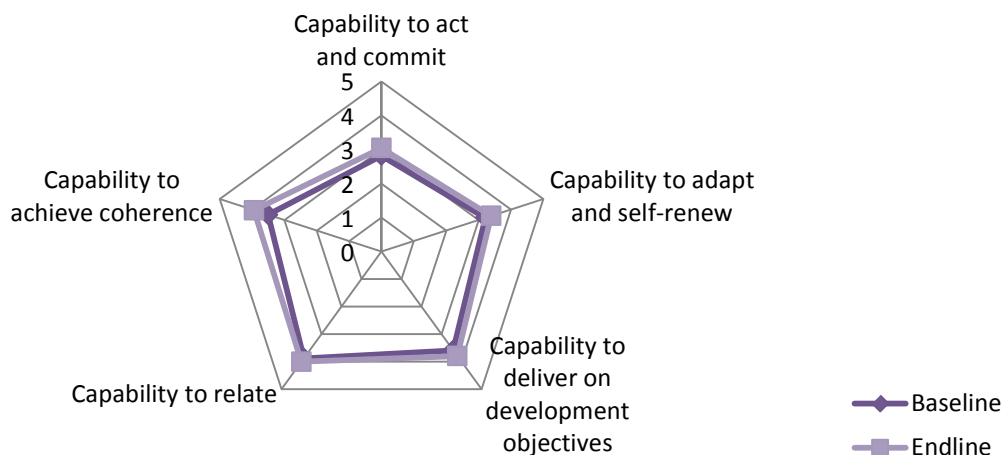 Capability to act
and commit
5
4
3
2
1
0
Capability to adapt
and self-renew
Capability to
deliver on
development
objectives
Capability to relate
Capability to
achieve coherence
Baseline
Endline